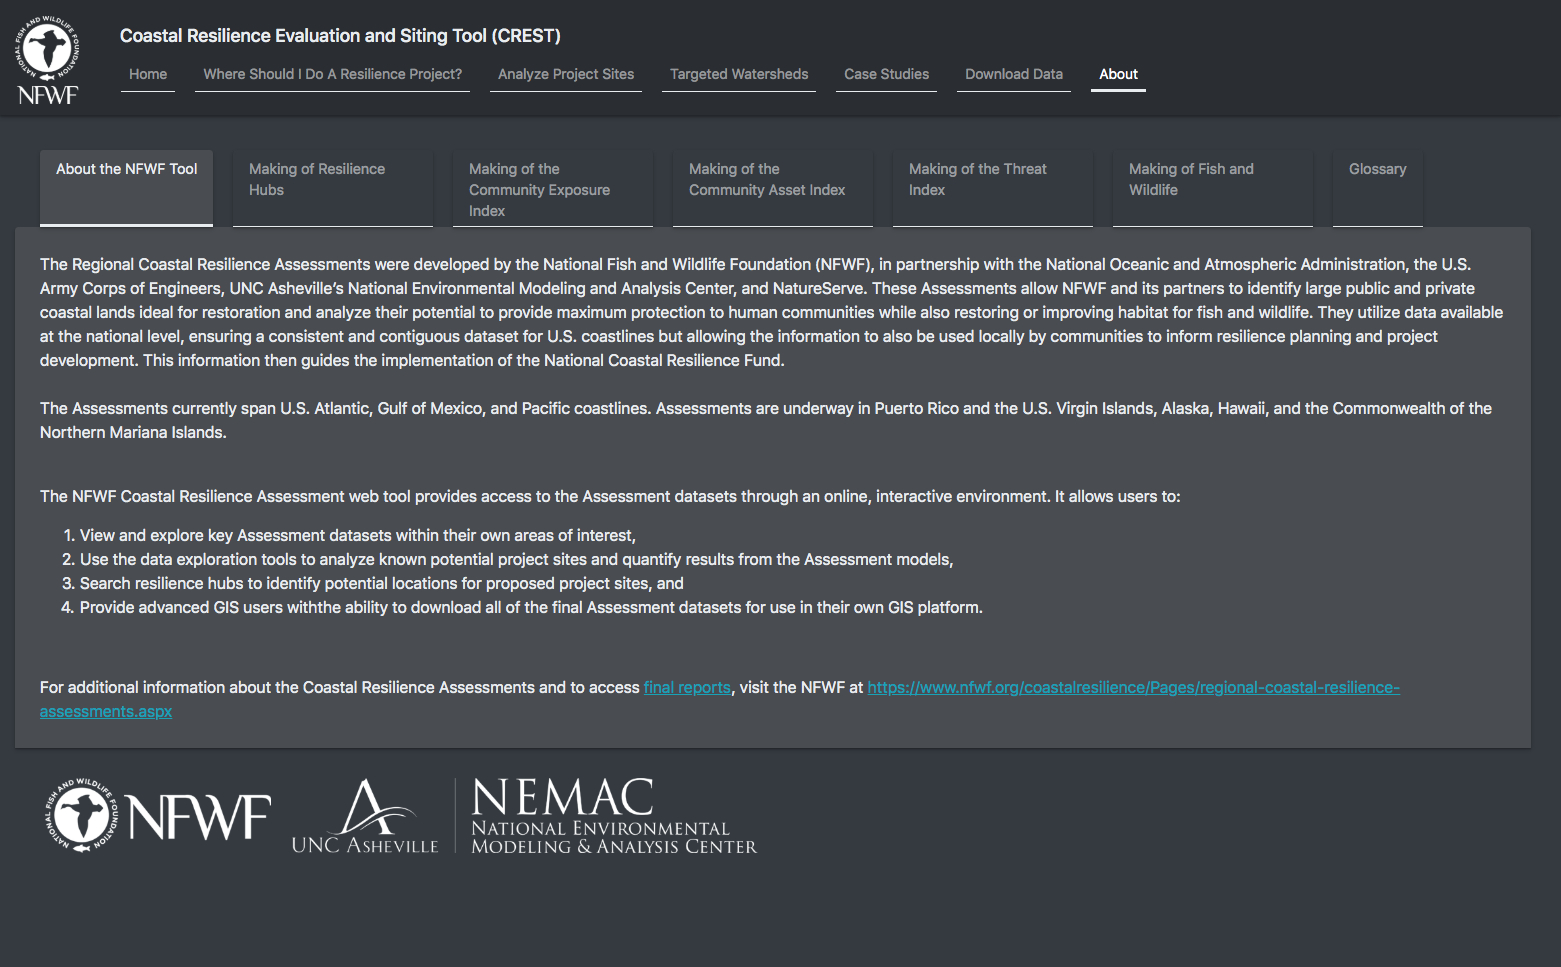 NATIONAL FISH AND WILDLIFE FOUNDATION
NFWF
Coastal Resilience Evaluation and Siting Tool (CREST)
Home
Where Should I Do A Resilience Project?
Analyze Project Sites
Targeted Watersheds
Case Studies
Download Data
About
About the NFWF Tool
Making of Resilience
Hubs
Making of the
Community Exposure
Index
Making of the
Community Asset Index
Making of the Threat
Index
Making of Fish and
Wildlife
Glossary
The Regional Coastal Resilience Assessments were developed by the National Fish and Wildlife Foundation (NFWF), in partnership with the National Oceanic and Atmospheric Administration, the U.S.
Army Corps of Engineers, UNC Asheville’s National Environmental Modeling and Analysis Center, and NatureServe. These Assessments allow NFWF and its partners to identify large public and private
coastal lands ideal for restoration and analyze their potential to provide maximum protection to human communities while also restoring or improving habitat for fish and wildlife. They utilize data available
at the national level, ensuring a consistent and contiguous dataset for U.S. coastlines but allowing the information to also be used locally by communities to inform resilience planning and project
development. This information then guides the implementation of the National Coastal Resilience Fund.
The Assessments currently span U.S. Atlantic, Gulf of Mexico, and Pacific coastlines. Assessments are underway in Puerto Rico and the U.S. Virgin Islands, Alaska, Hawaii, and the Commonwealth of the
Northern Mariana Islands.
The NFWF Coastal Resilience Assessment web tool provides access to the Assessment datasets through an online, interactive environment. It allows users to:
1. View and explore key Assessment datasets within their own areas of interest,
2. Use the data exploration tools to analyze known potential project sites and quantify results from the Assessment models,
3. Search resilience hubs to identify potential locations for proposed project sites, and
4. Provide advanced GIS users withthe ability to download all of the final Assessment datasets for use in their own GIS platform.
For additional information about the Coastal Resilience Assessments and to access final reports, visit the NFWF at https://www.nfwf.org/coastalresilience/Pages/regional-coastal-resilience-
assessments.aspx
NATIONAL FISH AND WILDLIFE FOUNDATION
NFWF
UNC ASHEVILLE
NEMAC
NATIONAL ENVIRONMENTAL
MODELING & ANALYSIS CENTER